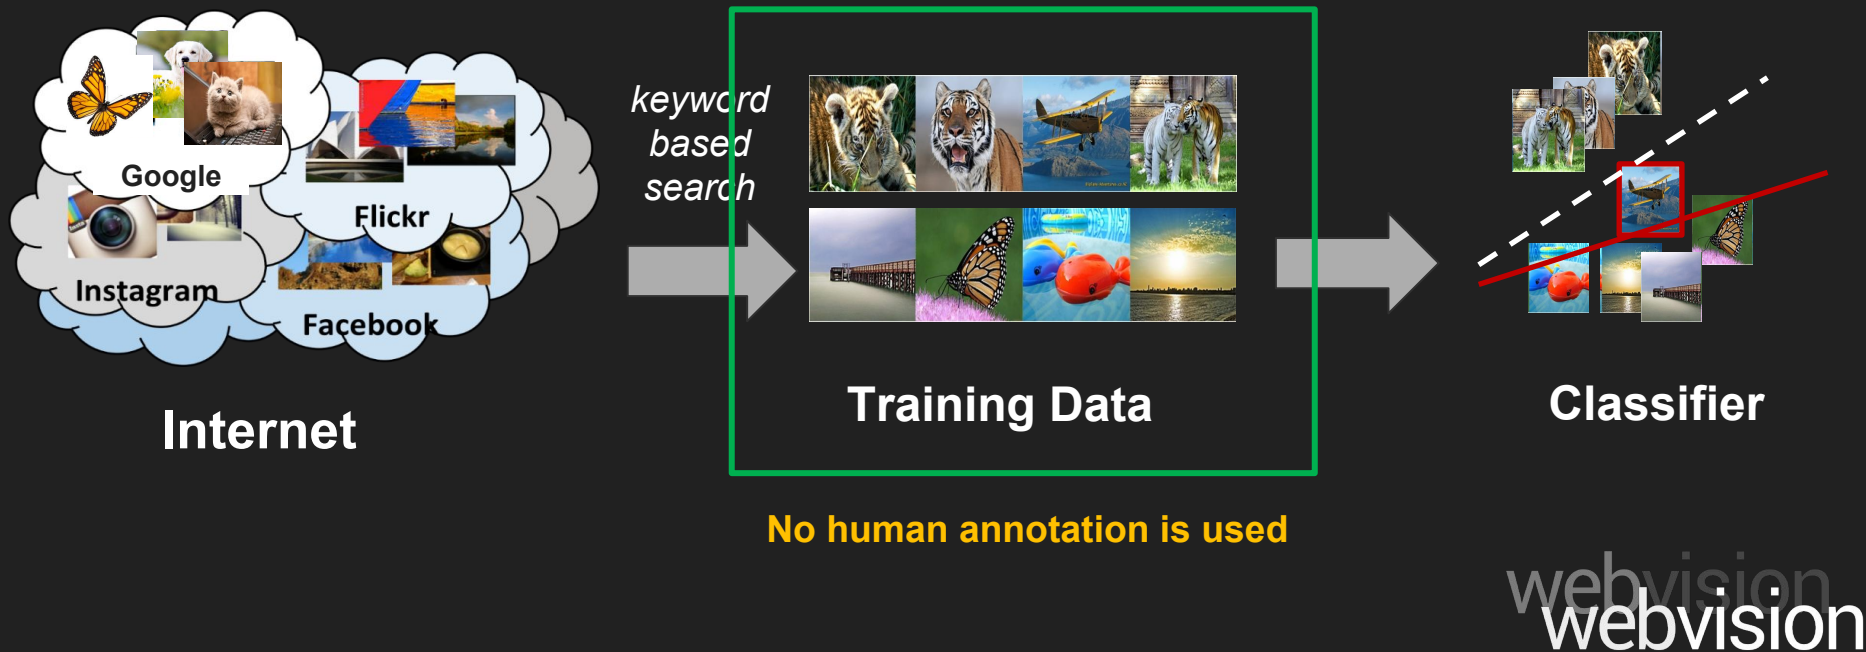 Google
Flickr
Instagram
Facebook
Internet
keyword
based
search
Training Data
No human annotation is used
Classifier
webvision
webvision